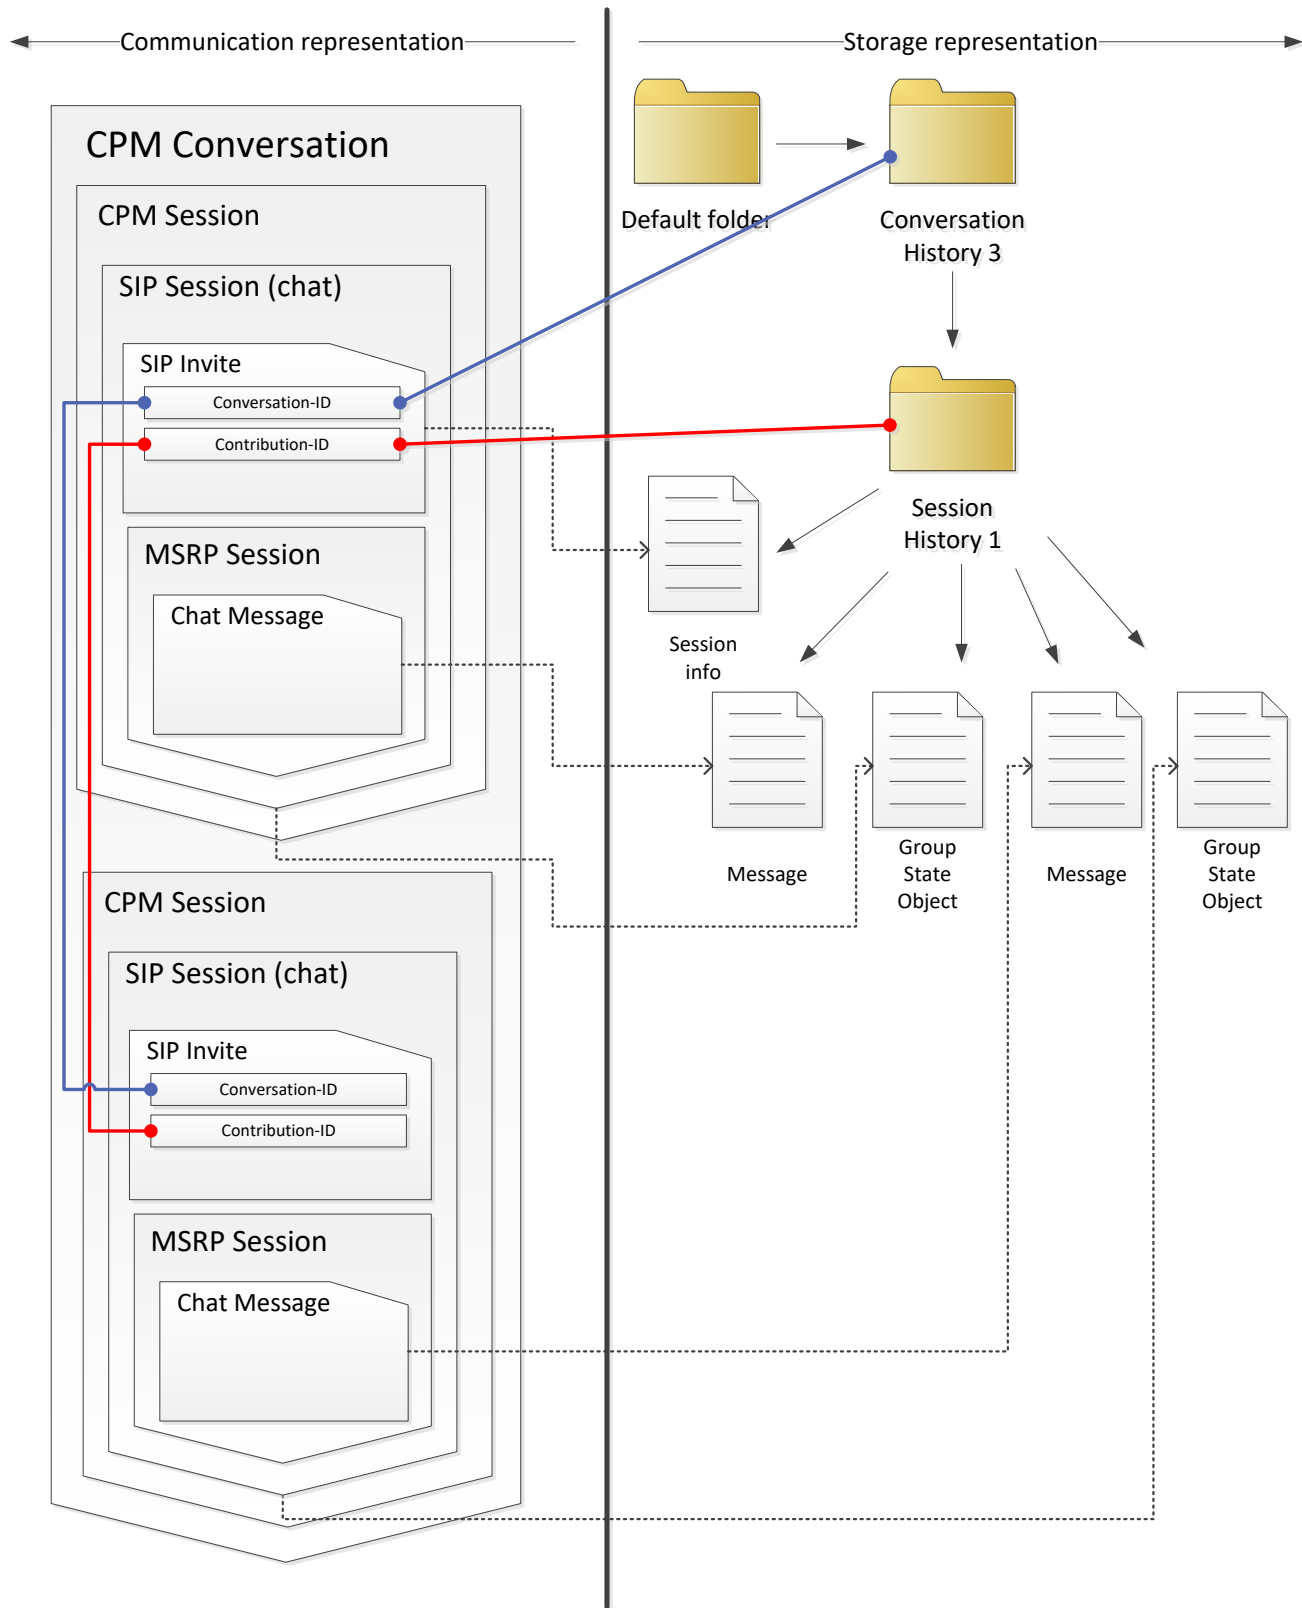 Communication representation
Storage representation
CPM Conversation
CPM Session
SIP Session (chat)
SIP Invite
Conversation-ID
Contribution-ID
MSRP Session
Chat Message
CPM Session
SIP Session (chat)
SIP Invite
Conversation-ID
Contribution-ID
MSRP Session
Chat Message
Default folder
Conversation
History 3
Session
History 1
Session
info
Message
Group
State
Object
Message
Group
State
Object